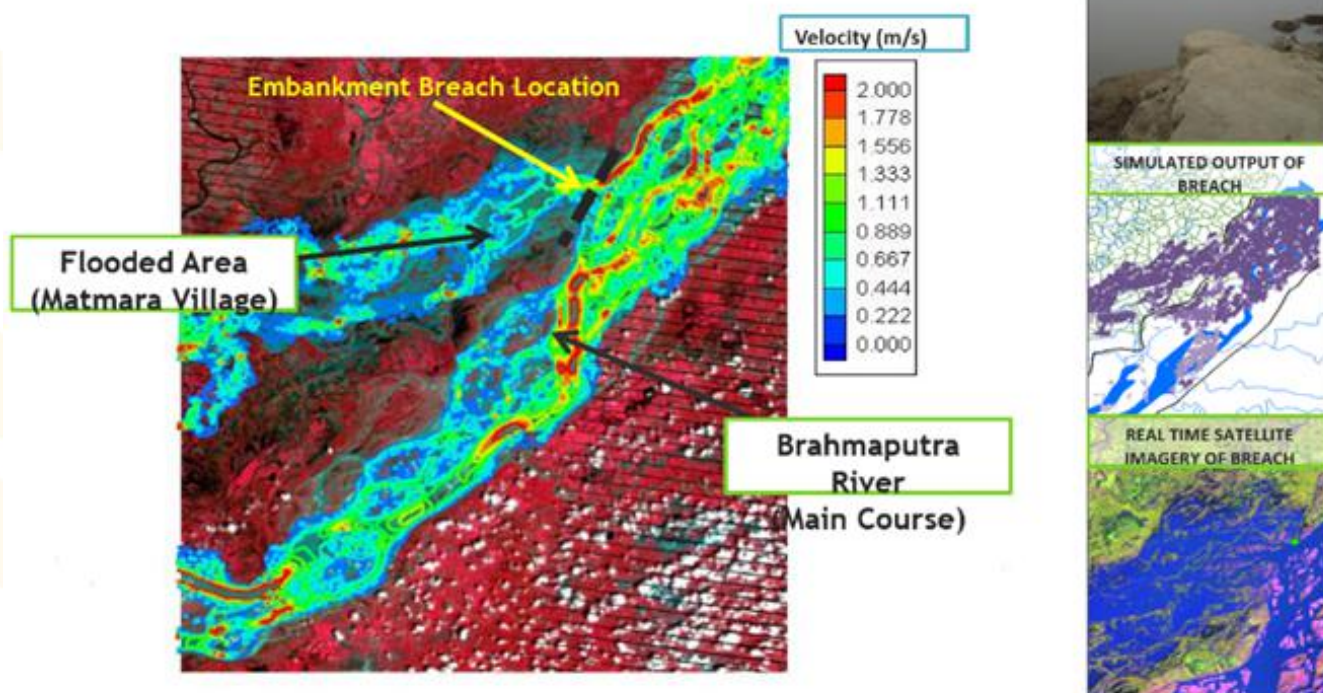 Velocity (m/s)
Embankment Breach Location
2.000
1.778
1.556
1.333
1.111
0.889
0.667
0.444
0.222
0.000
Flooded Area
(Matmara Village)
Brahmaputra
River
(Main Course)
SIMULATED OUTPUT OF
BREACH
REAL TIME SATELLITE
IMAGERY OF BREACH